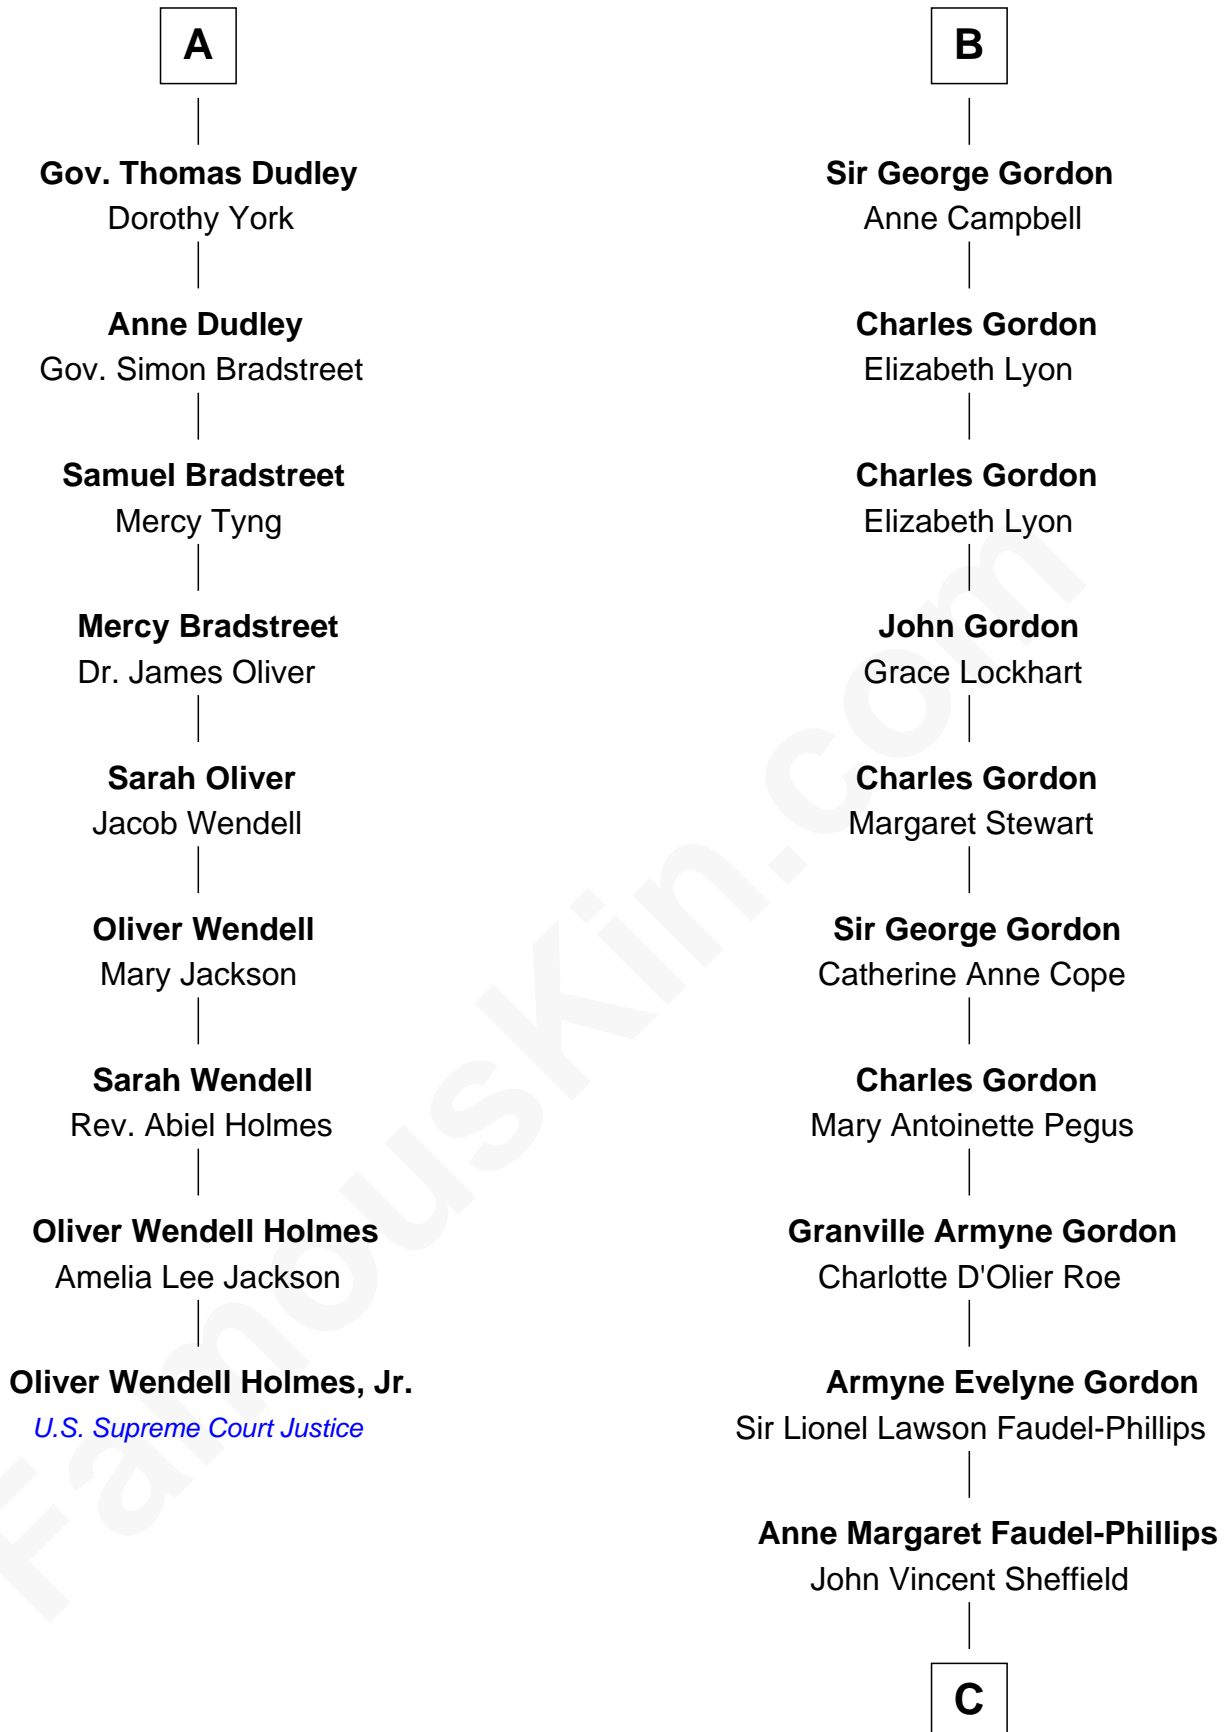 A
Gov. Thomas Dudley
Dorothy York
Anne Dudley
Gov. Simon Bradstreet
Samuel Bradstreet
Mercy Tyng
Mercy Bradstreet
Dr. James Oliver
Sarah Oliver
Jacob Wendell
Oliver Wendell
Mary Jackson
Sarah Wendell
Rev. Abiel Holmes
Oliver Wendell Holmes
Amelia Lee Jackson
Oliver Wendell Holmes, Jr.
U.S. Supreme Court Justice
B
Sir George Gordon
Anne Campbell
Charles Gordon
Elizabeth Lyon
Charles Gordon
Elizabeth Lyon
John Gordon
Grace Lockhart
Charles Gordon
Margaret Stewart
Sir George Gordon
Catherine Anne Cope
Charles Gordon
Mary Antoinette Pegus
Granville Armyne Gordon
Charlotte D'Olier Roe
Armyne Evelyne Gordon
Sir Lionel Lawson Faudel-Phillips
Anne Margaret Faudel-Phillips
John Vincent Sheffield
C
FamousKin.com